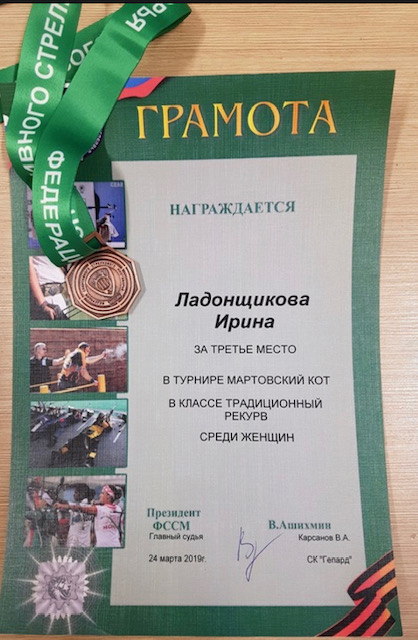 ВНОГО СТРЕЛ
ФЕДЕРАЦ
ГРАМОТА
НАГРАЖДАЕТСЯ
Ладонщикова
Ирина
ЗА ТРЕТЬЕ МЕСТО
В ТУРНИРЕ МАРТОВСКИЙ КОТ
В КЛАССЕ ТРАДИЦИОННЫЙ
РЕКУРВ
СРЕДИ ЖЕНЩИН
Президент
ФССМ
В.Ашихмин
Главный судья
Карсанов В.А.
24 марта 2019г.
СК "Гепард"